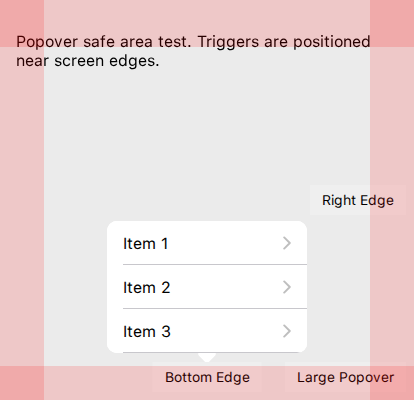 Popover safe area test. Triggers are positioned
near screen edges.
Right Edge
Item 1
Item 2
Item 3
Bottom Edge
Large Popover